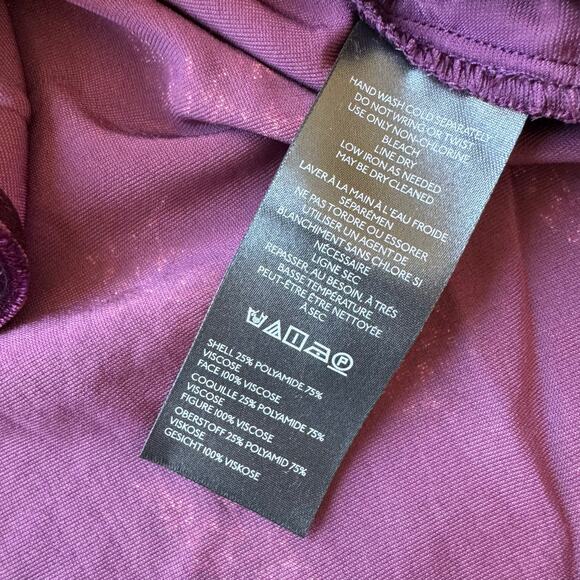 HAND WASH COLD SEPARATELY
DO NOT WRING OR TWIST
USE ONLY NON-CHLORINE
BLEACH
LINE DRY
LOW IRON AS NEEDED
MAY BE DRY CLEANED
LAVER À LA MAIN À L'EAU FROIDE
SÉPARÉMEN
NE PAS TORDRE OU ESSORER
UTILISER UN AGENT DE
BLANCHIMENT SANS CHLORE SI
NÉCESSAIRE
LIGNE SEC
REPASSER, AU BESOIN, À TRÉS
BASSE TEMPÉRATURE
PEUT-ÊTRE ÊTRE NETTOYÉE
À SEC
P
SHELL 25% POLYAMIDE 75%
VISCOSE
FACE 100% VISCOSE
COQUILLE 25% POLYAMIDE 75%
VISCOSE
FIGURE 100% VISCOSE
OBERSTOFF 25% POLYAMID 75%
VISKOSE
GESICHT 100% VISKOSE